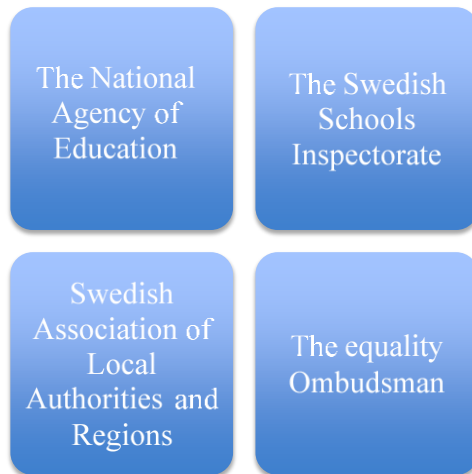 The National
Agency of
Education
The Swedish
Schools
Inspectorate
Swedish
Association of
Local
Authorities and
Regions
The equality
Ombudsman